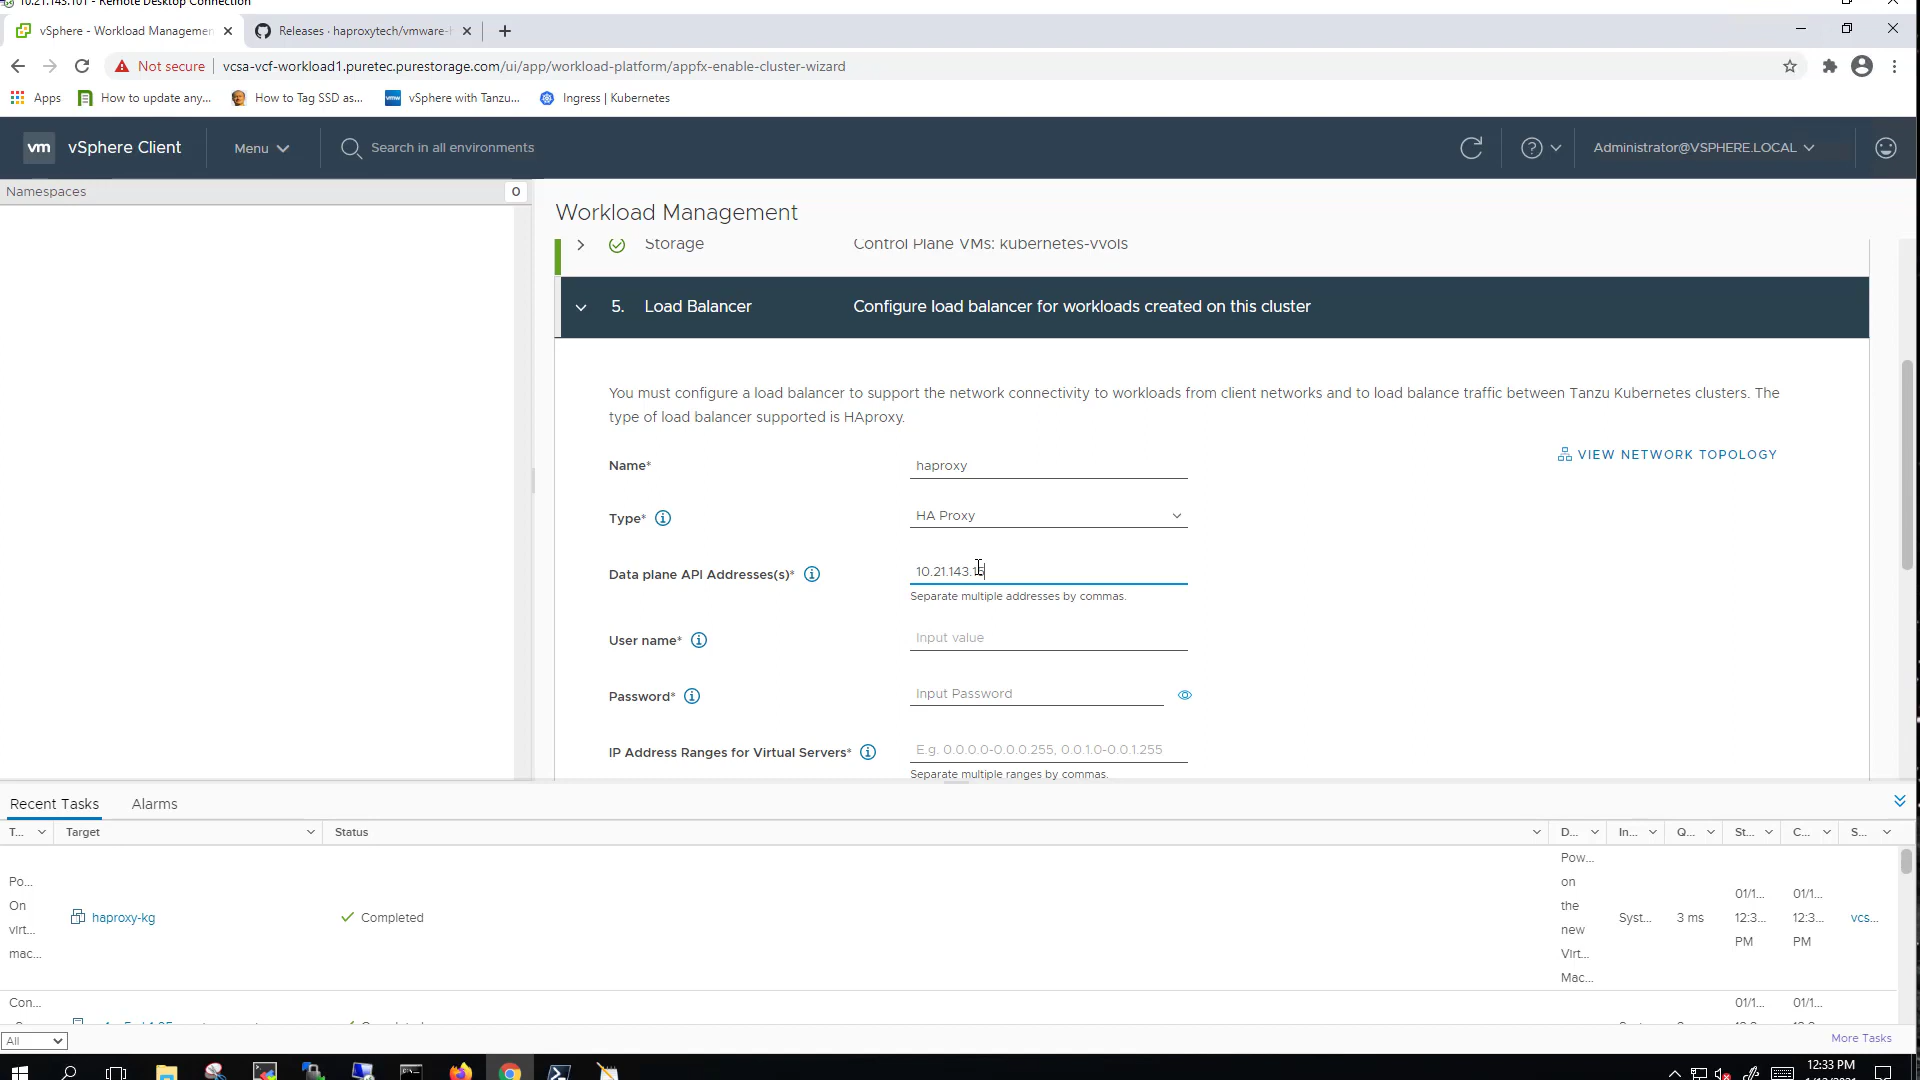 10.21.143.101 - Remote Desktop Connection
vSphere - Workload Managemen
Releases · haproxytech/vmware-h
Not secure
vcsa-vcf-workload1.puretec.purestorage.com/ui/app/workload-platform/appfx-enable-cluster-wizard
Apps
How to update any...
How to Tag SSD as...
vmw
vSphere with Tanzu...
Ingress | Kubernetes
vm
vSphere Client
Menu
Search in all environments
Administrator@VSPHERE.LOCAL
Namespaces
0
Workload Management
Storage
Control Plane VMs: kubernetes-vvols
5. Load Balancer
Configure load balancer for workloads created on this cluster
You must configure a load balancer to support the network connectivity to workloads from client networks and to load balance traffic between Tanzu Kubernetes clusters. The
type of load balancer supported is HAproxy.
VIEW NETWORK TOPOLOGY
Name*
haproxy
Type*
HA Proxy
Data plane API Addresses(s)*
10.21.143.15
Separate multiple addresses by commas.
User name*
Input value
Password*
Input Password
IP Address Ranges for Virtual Servers*
E.g. 0.0.0.0-0.0.0.255, 0.0.1.0-0.0.1.255
Separate multiple ranges by commas.
Recent Tasks
Alarms
T...
Target
Status
D...
In...
Q...
St...
C...
S...
Po...
On
virt...
mac...
haproxy-kg
Completed
Pow...
on
the
new
Virt...
Mac...
Syst...
3 ms
01/1...
12:3...
PM
01/1...
12:3...
PM
vcs...
Con...
01/1...
01/1...
All
More Tasks
12:33 PM